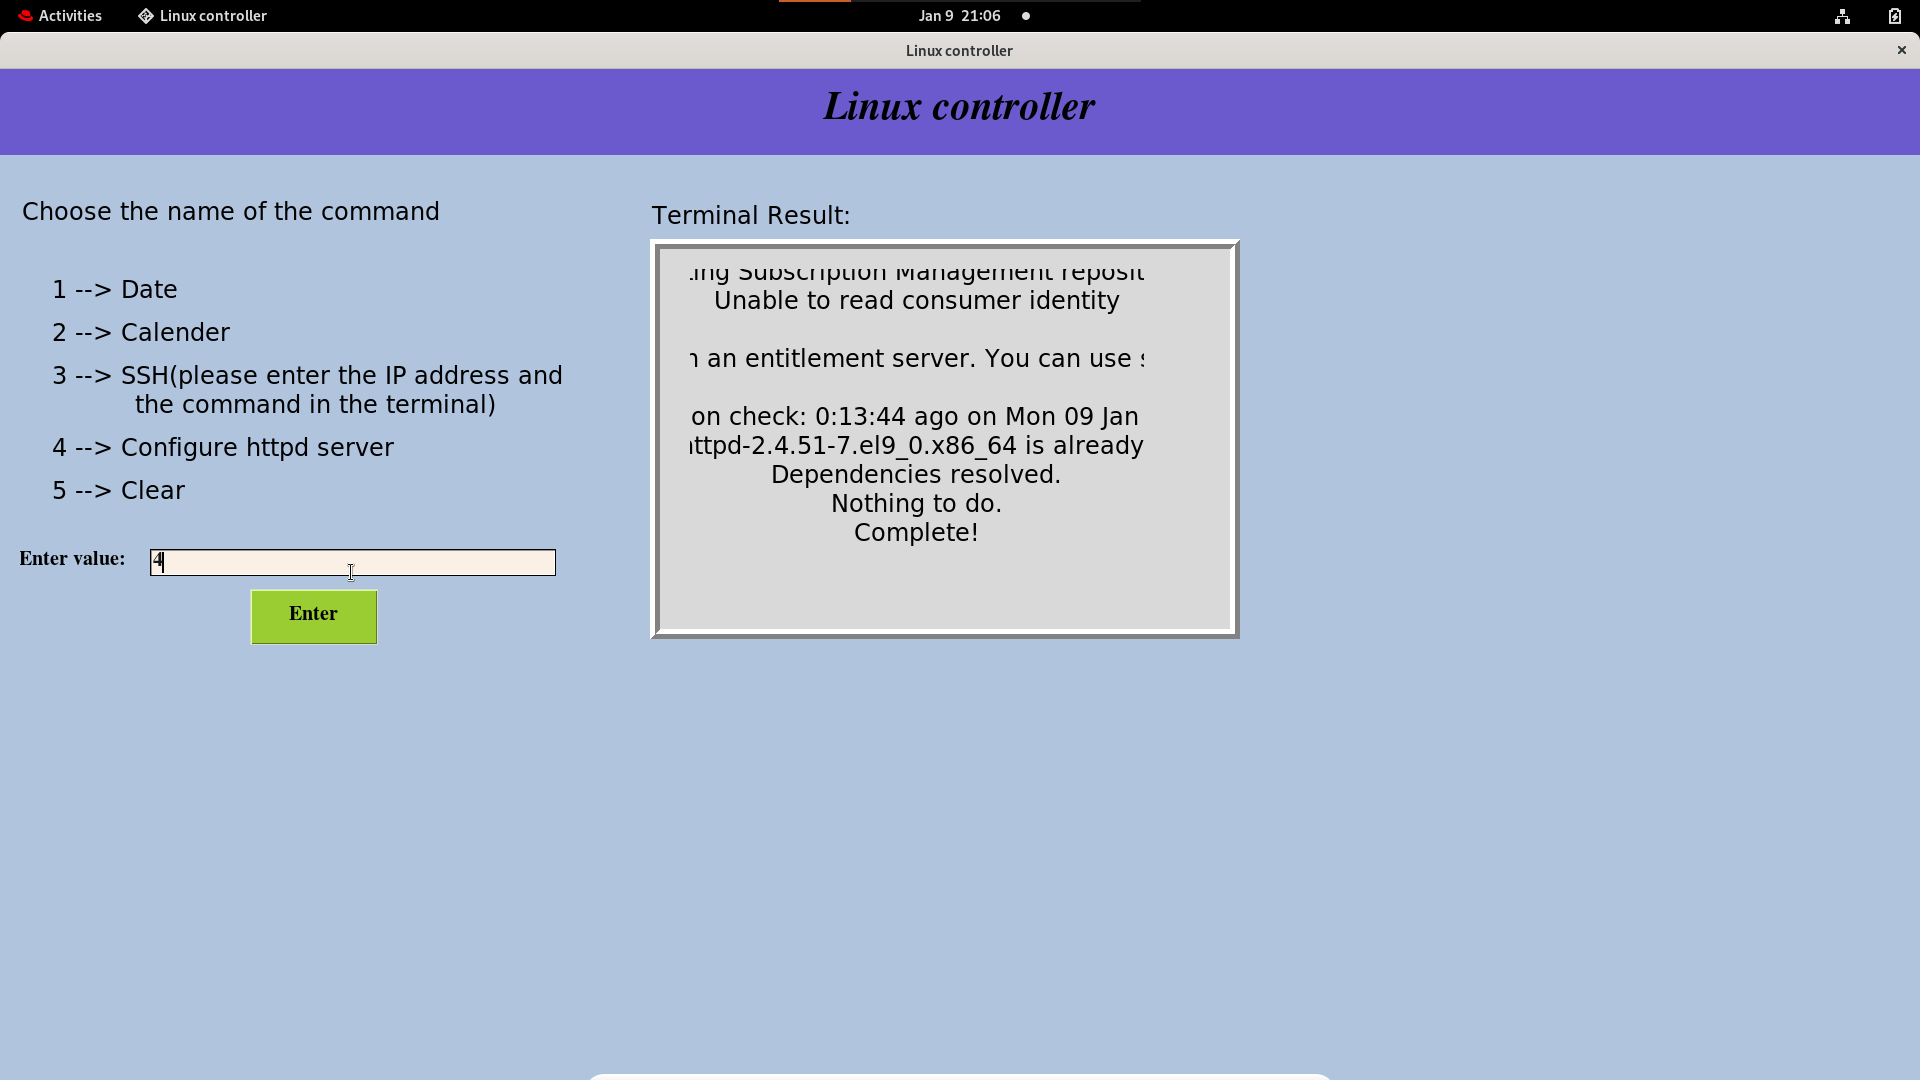 Activities
Linux controller
Jan 9 21:06
Linux controller
Linux controller
Choose the name of the command
1 --> Date
2 --> Calender
3 --> SSH(please enter the IP address and
the command in the terminal)
4 --> Configure httpd server
5 --> Clear
Enter value:
4
Enter
Terminal Result:
ing Subscription Management reposit
Unable to read consumer identity
an entitlement server. You can use
on check: 0:13:44 ago on Mon 09 Jan
httpd-2.4.51-7.el9_0.x86_64 is already
Dependencies resolved.
Nothing to do.
Complete!